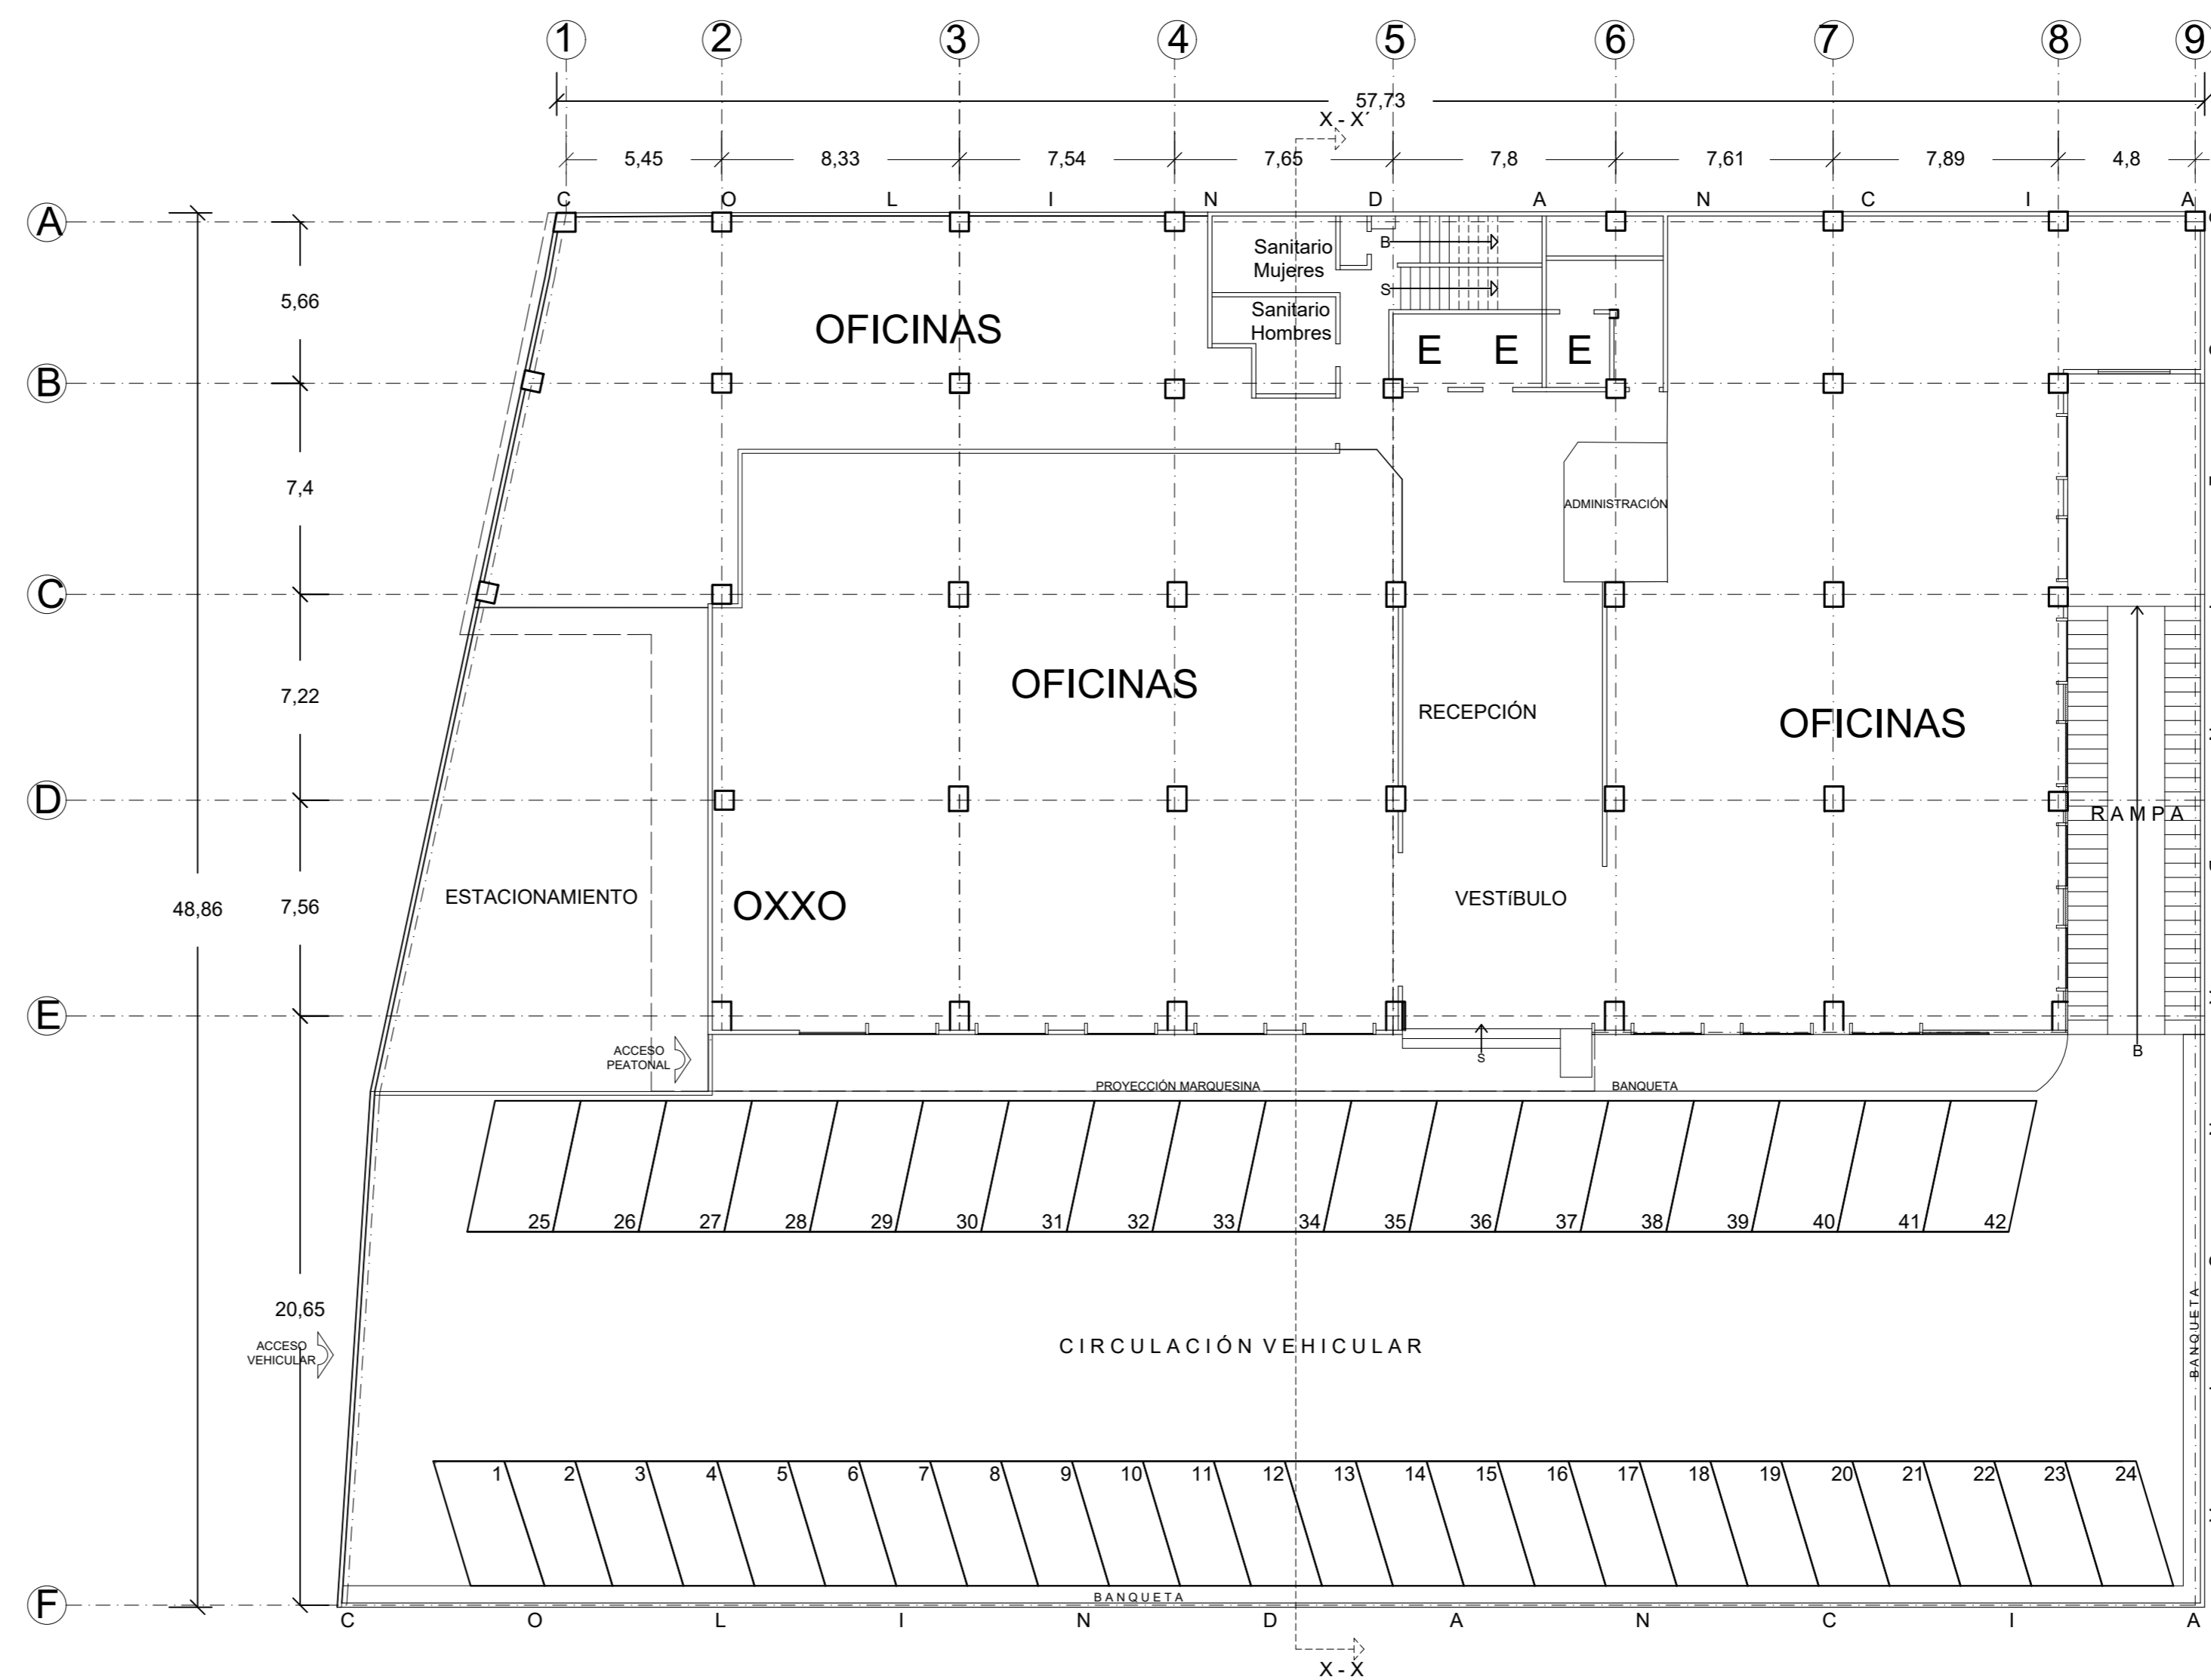 1 2 3 4 5 6 7 8 9
57,73
X - X´
5,45 8,33 7,54 7,65 7,8 7,61 7,89 4,8
C O L I N D A N C I A
A
B
C
D
E
F
5,66
7,4
7,22
7,56
48,86
20,65
Sanitario
Mujeres
Sanitario
Hombres
B
S
E E E
OFICINAS
ADMINISTRACIÓN
OFICINAS
RECEPCIÓN
OFICINAS
RAMPA
ESTACIONAMIENTO
OXXO
VESTíBULO
ACCESO
PEATONAL
S
B
PROYECCIÓN MARQUESINA
BANQUETA
25 26 27 28 29 30 31 32 33 34 35 36 37 38 39 40 41 42
ACCESO
VEHICULAR
CIRCULACIÓN VEHICULAR
BANQUETA
1 2 3 4 5 6 7 8 9 10 11 12 13 14 15 16 17 18 19 20 21 22 23 24
BANQUETA
C O L I N D A N C I A
X - X